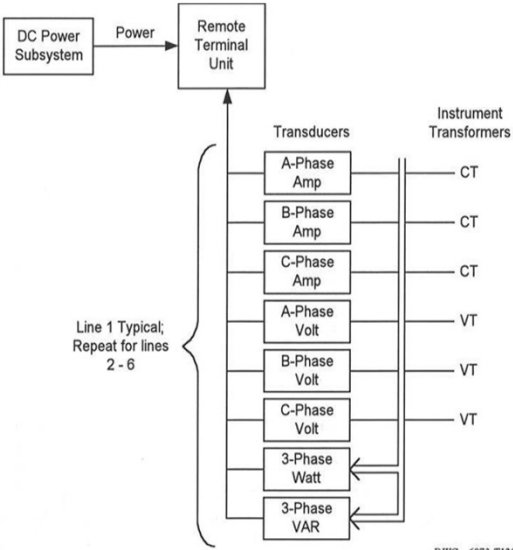 DC Power
Subsystem
Power
Remote
Terminal
Unit
Transducers
Instrument
Transformers
A-Phase
Amp
CT
B-Phase
Amp
CT
C-Phase
Amp
CT
A-Phase
Volt
VT
Line 1 Typical;
Repeat for lines
2 - 6
B-Phase
Volt
VT
C-Phase
Volt
VT
3-Phase
Watt
3-Phase
VAR